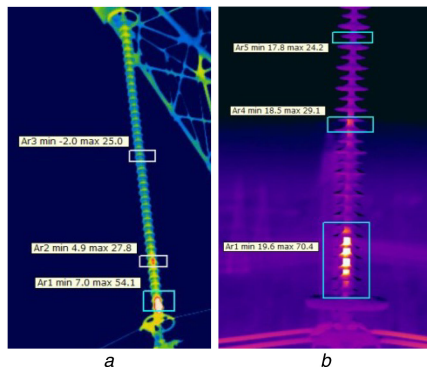 Ar3 min -2.0 max 25.0
Ar2 min 4.9 max 27.8
Ar1 min 7.0 max 54.1
Ar5 min 17.8 max 24.2
Ar4 min 18.5 max 29.1
Ar1 min 19.6 max 70.4
a
b